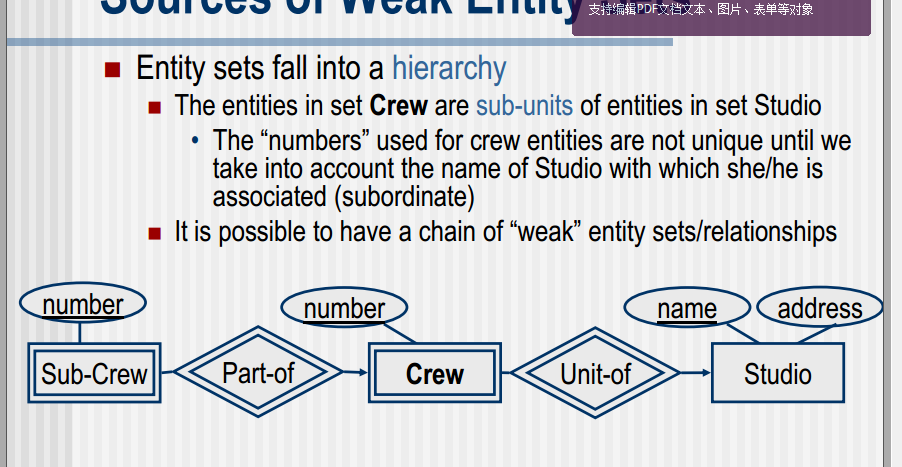 Sources of Weak Entity
支持编辑PDF文档文本、图片、表单等对象
Entity sets fall into a hierarchy
The entities in set Crew are sub-units of entities in set Studio
The “numbers” used for crew entities are not unique until we
take into account the name of Studio with which she/he is
associated (subordinate)
It is possible to have a chain of “weak” entity sets/relationships
number
number
name
address
Sub-Crew
Part-of
Crew
Unit-of
Studio